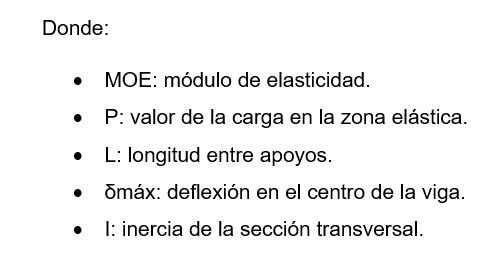 Donde:
• MOE: módulo de elasticidad.
• P: valor de la carga en la zona elástica.
• L: longitud entre apoyos.
• δmáx: deflexión en el centro de la viga.
• I: inercia de la sección transversal.